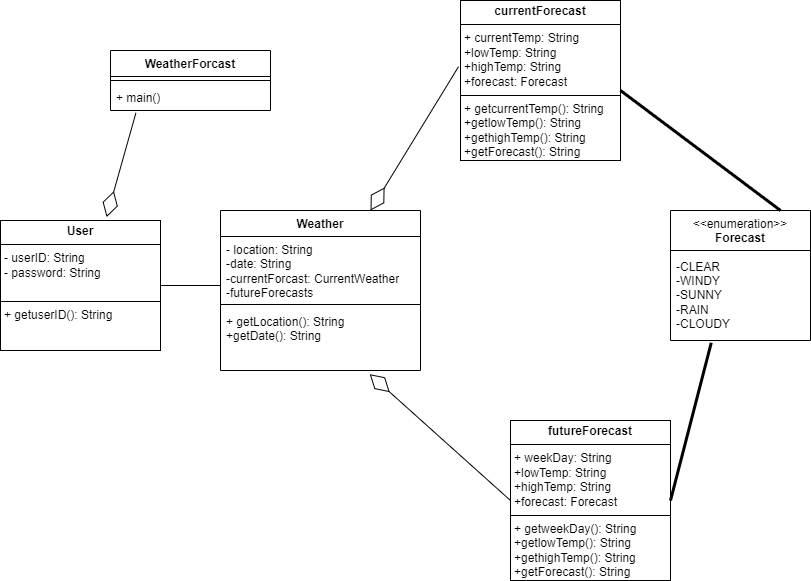 currentForecast
+ currentTemp: String
+lowTemp: String
+highTemp: String
+forecast: Forecast
+ getcurrentTemp(): String
+getlowTemp(): String
+gethighTemp(): String
+getForecast(): String
WeatherForcast
+ main()
User
- userID: String
- password: String
+ getuserID(): String
Weather
- location: String
-date: String
-currentForcast: CurrentWeather
-futureForecasts
+ getLocation(): String
+getDate(): String
<<enumeration>>
Forecast
-CLEAR
-WINDY
-SUNNY
-RAIN
-CLOUDY
futureForecast
+ weekDay: String
+lowTemp: String
+highTemp: String
+forecast: Forecast
+ getweekDay(): String
+getlowTemp(): String
+gethighTemp(): String
+getForecast(): String